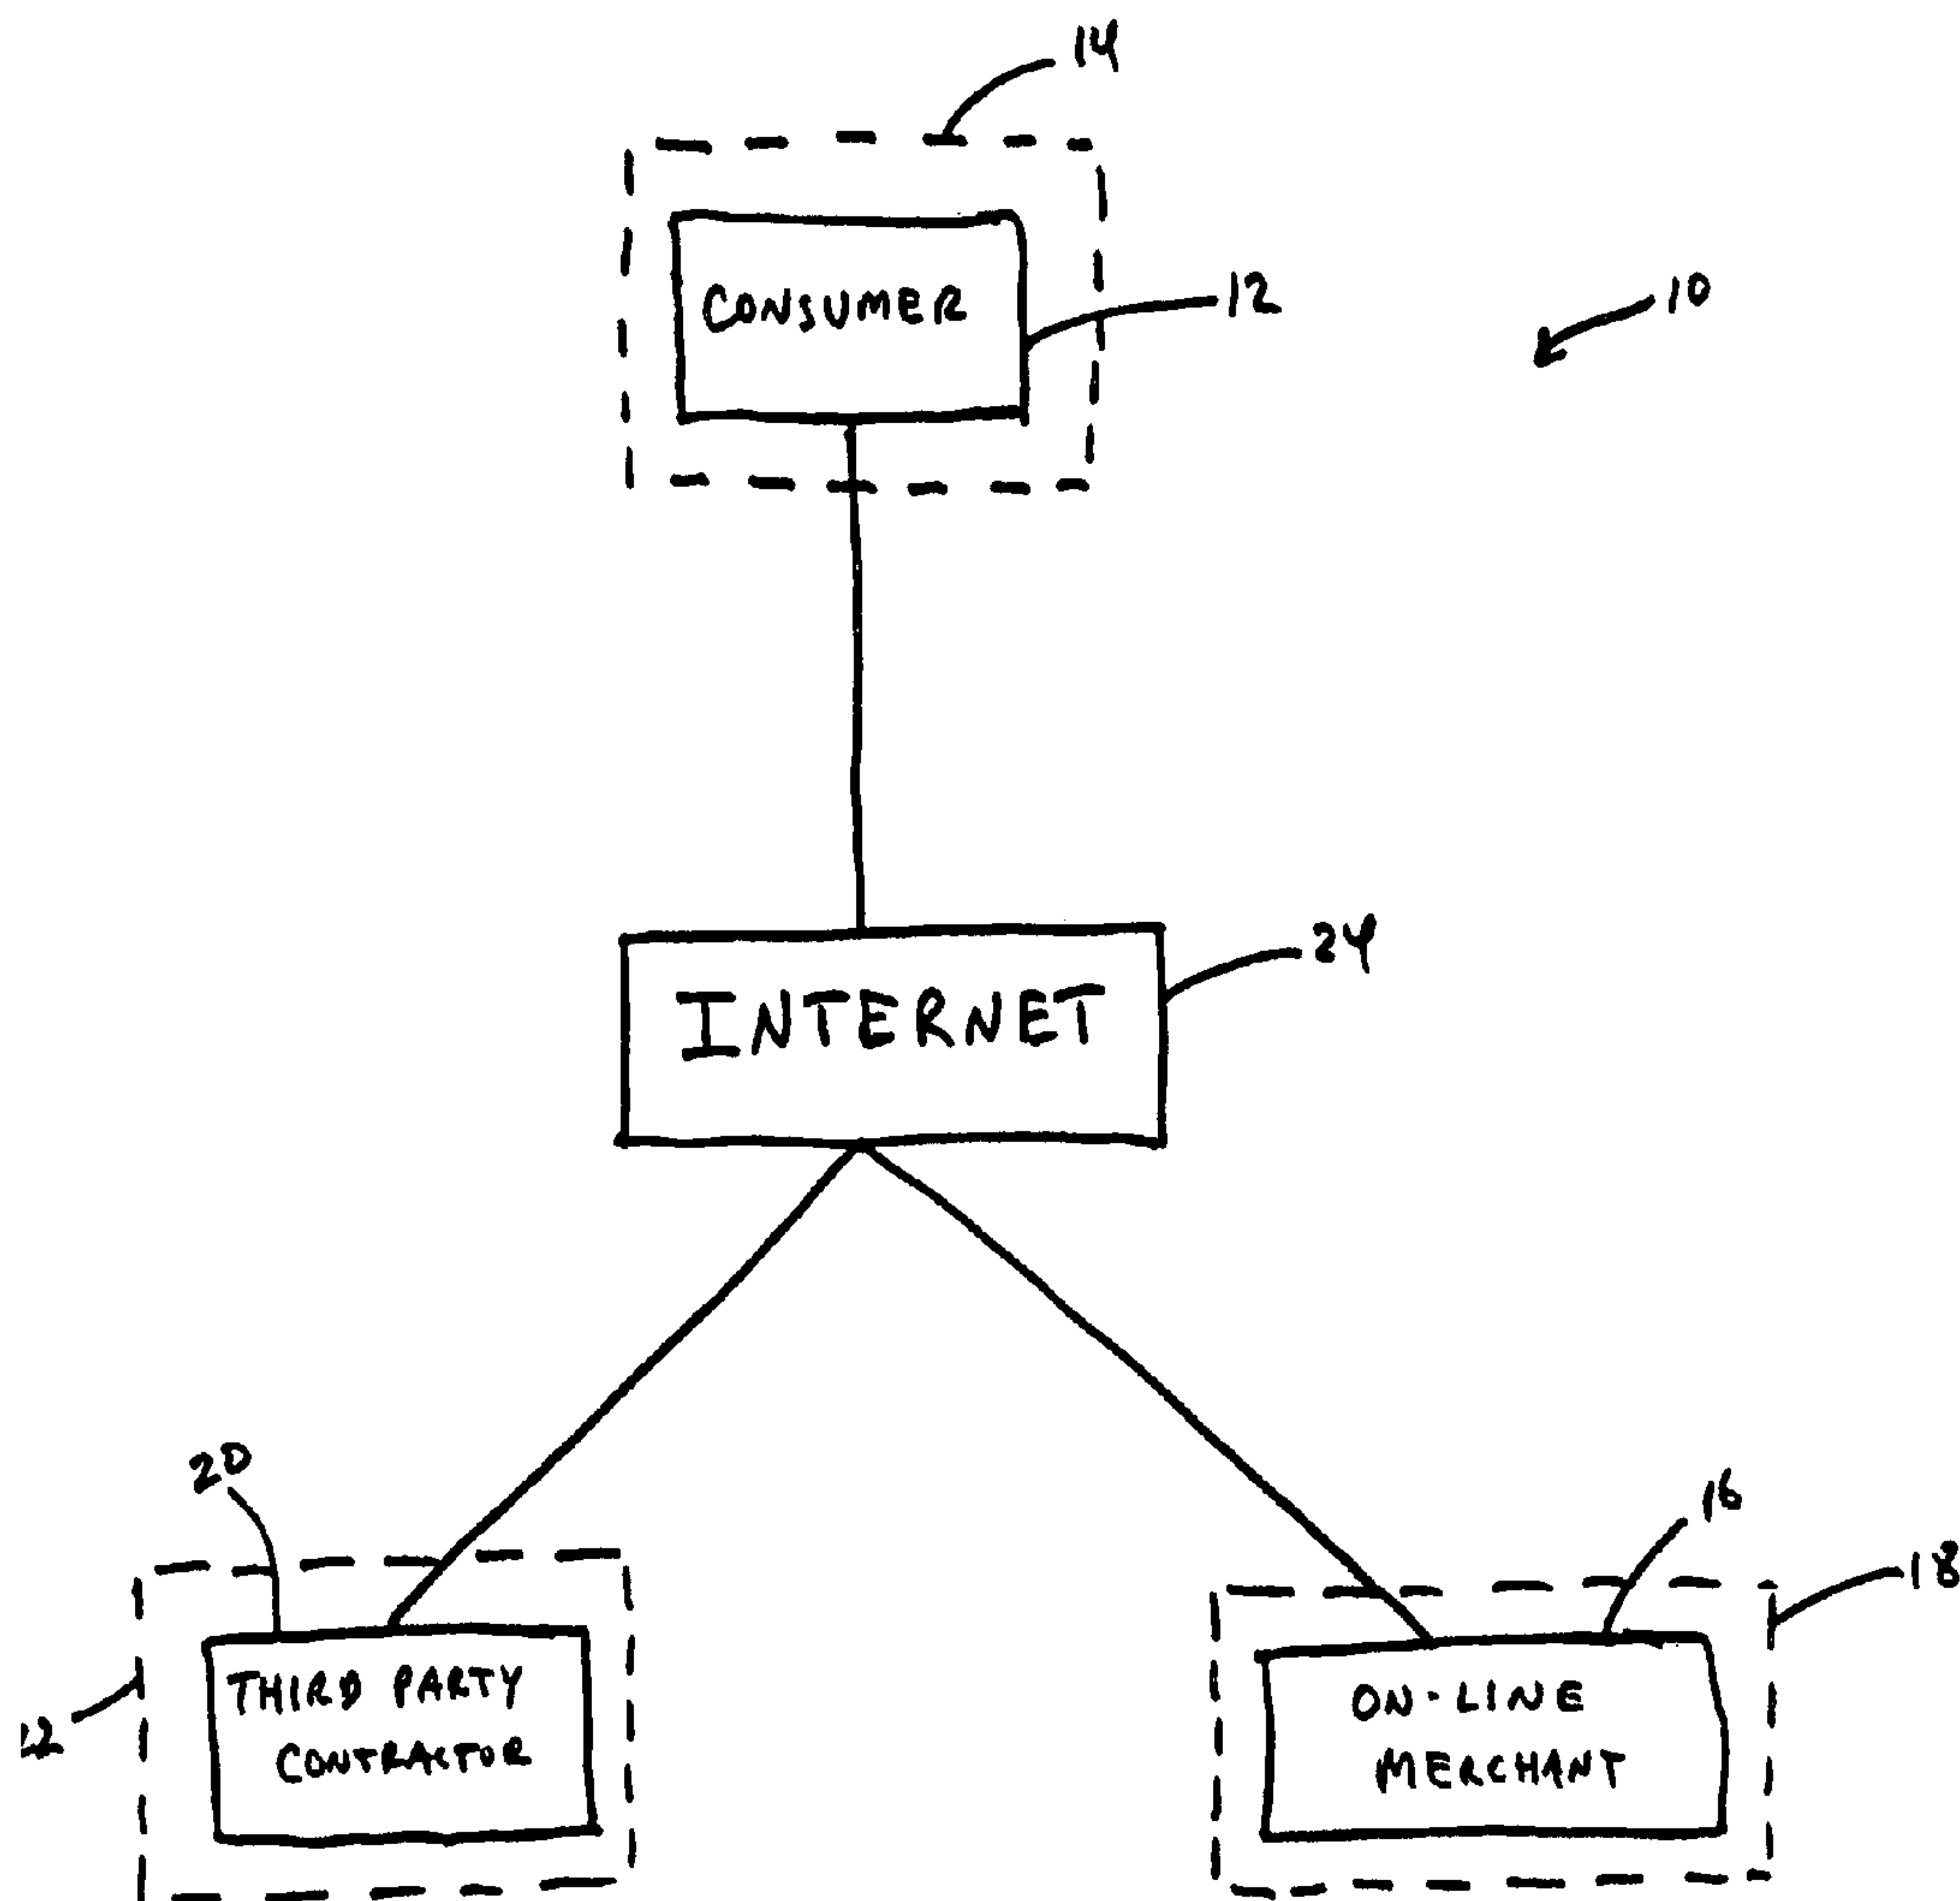 14
CONSUMER
12
10
INTERNET
24
20
16
18
THIRD PARTY
CONTRACTOR
22
ON-LINE
MERCHANT